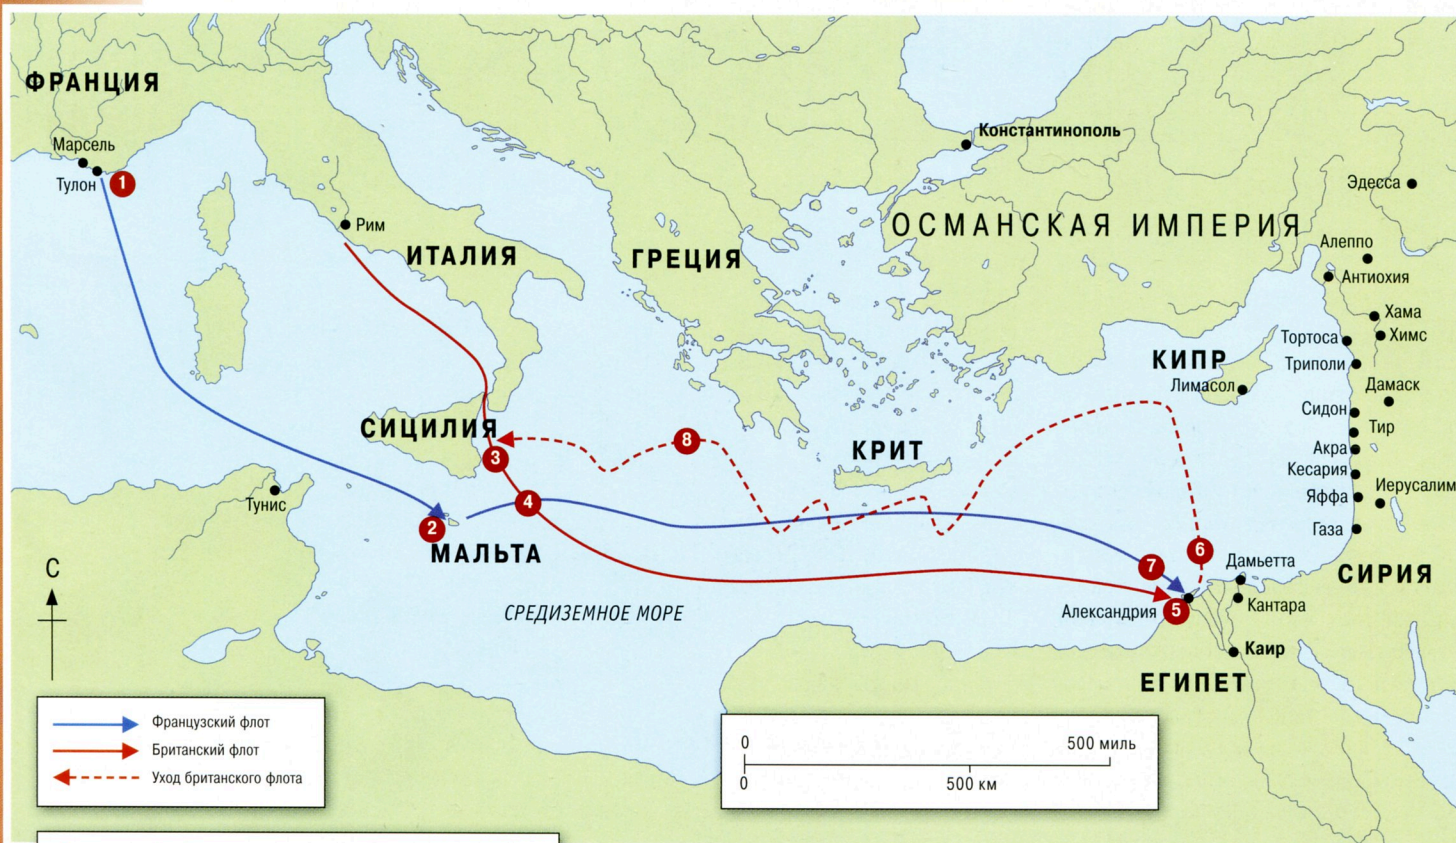 ФРАНЦИЯ
Марсель
Тулон
1
Рим
ИТАЛИЯ
ГРЕЦИЯ
Константинополь
ОСМАНСКАЯ ИМПЕРИЯ
Эдесса
Алеппо
Антиохия
Хама
Химс
Тортоса
Триполи
КИПР
Лимасол
Дамаск
Сидон
Тир
Акра
Кесария
Яффа
Иерусалим
Газа
СИРИЯ
СИЦИЛИЯ
3
8
КРИТ
4
Тунис
2
МАЛЬТА
7
6
Дамьетта
Кантара
Александрия
5
Каир
ЕГИПЕТ
СРЕДИЗЕМНОЕ МОРЕ
С
Французский флот
Британский флот
Уход британского флота
0 500 миль
0 500 км